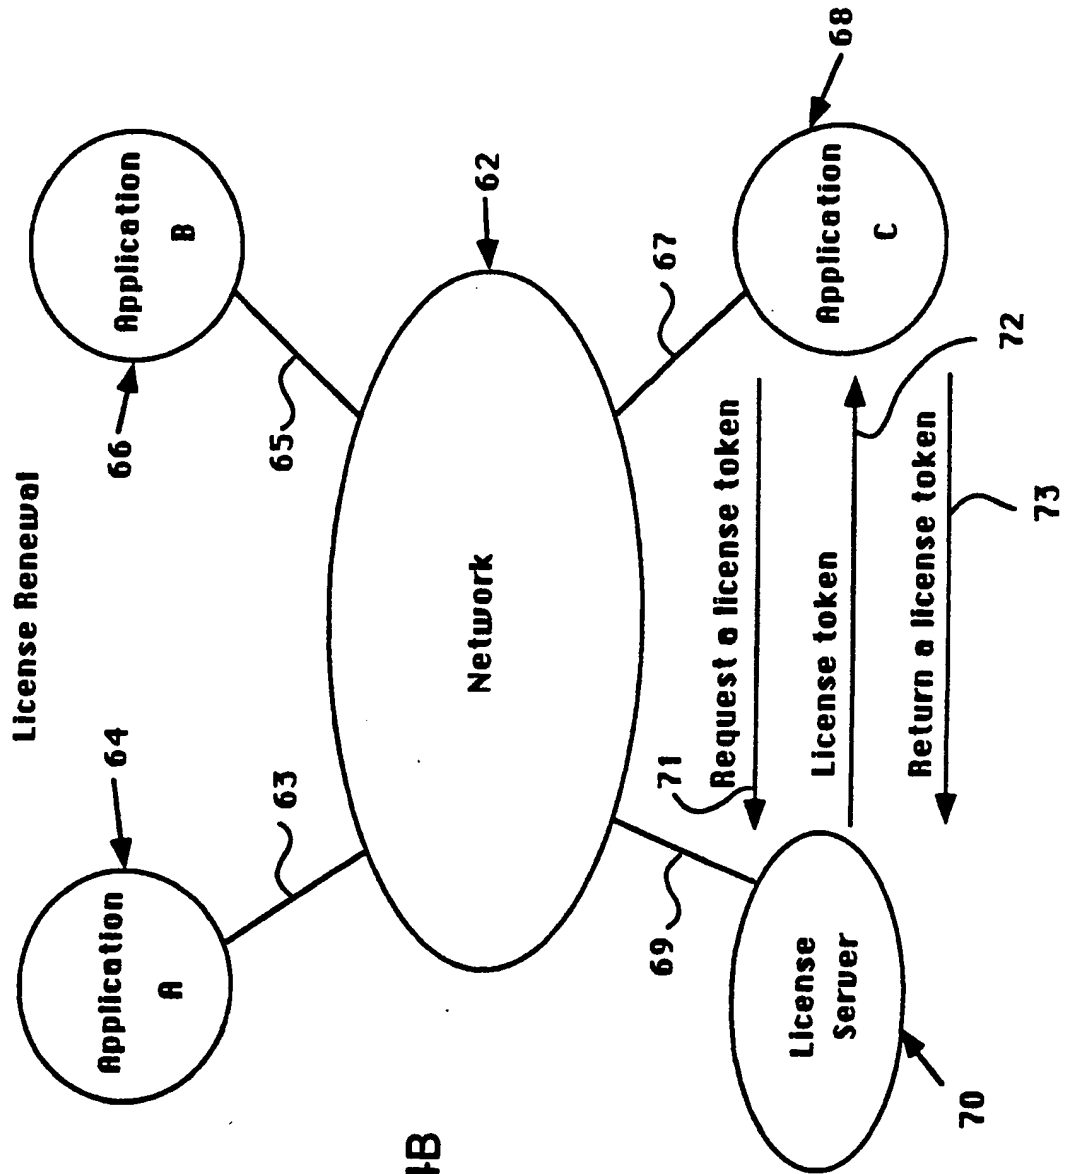 License Renewal
64
66
Application
A
Application
B
63
65
Network
62
69
67
71
68
Request a license token
License
Server
License token
Application
C
Return a license token
70
73
72
4B